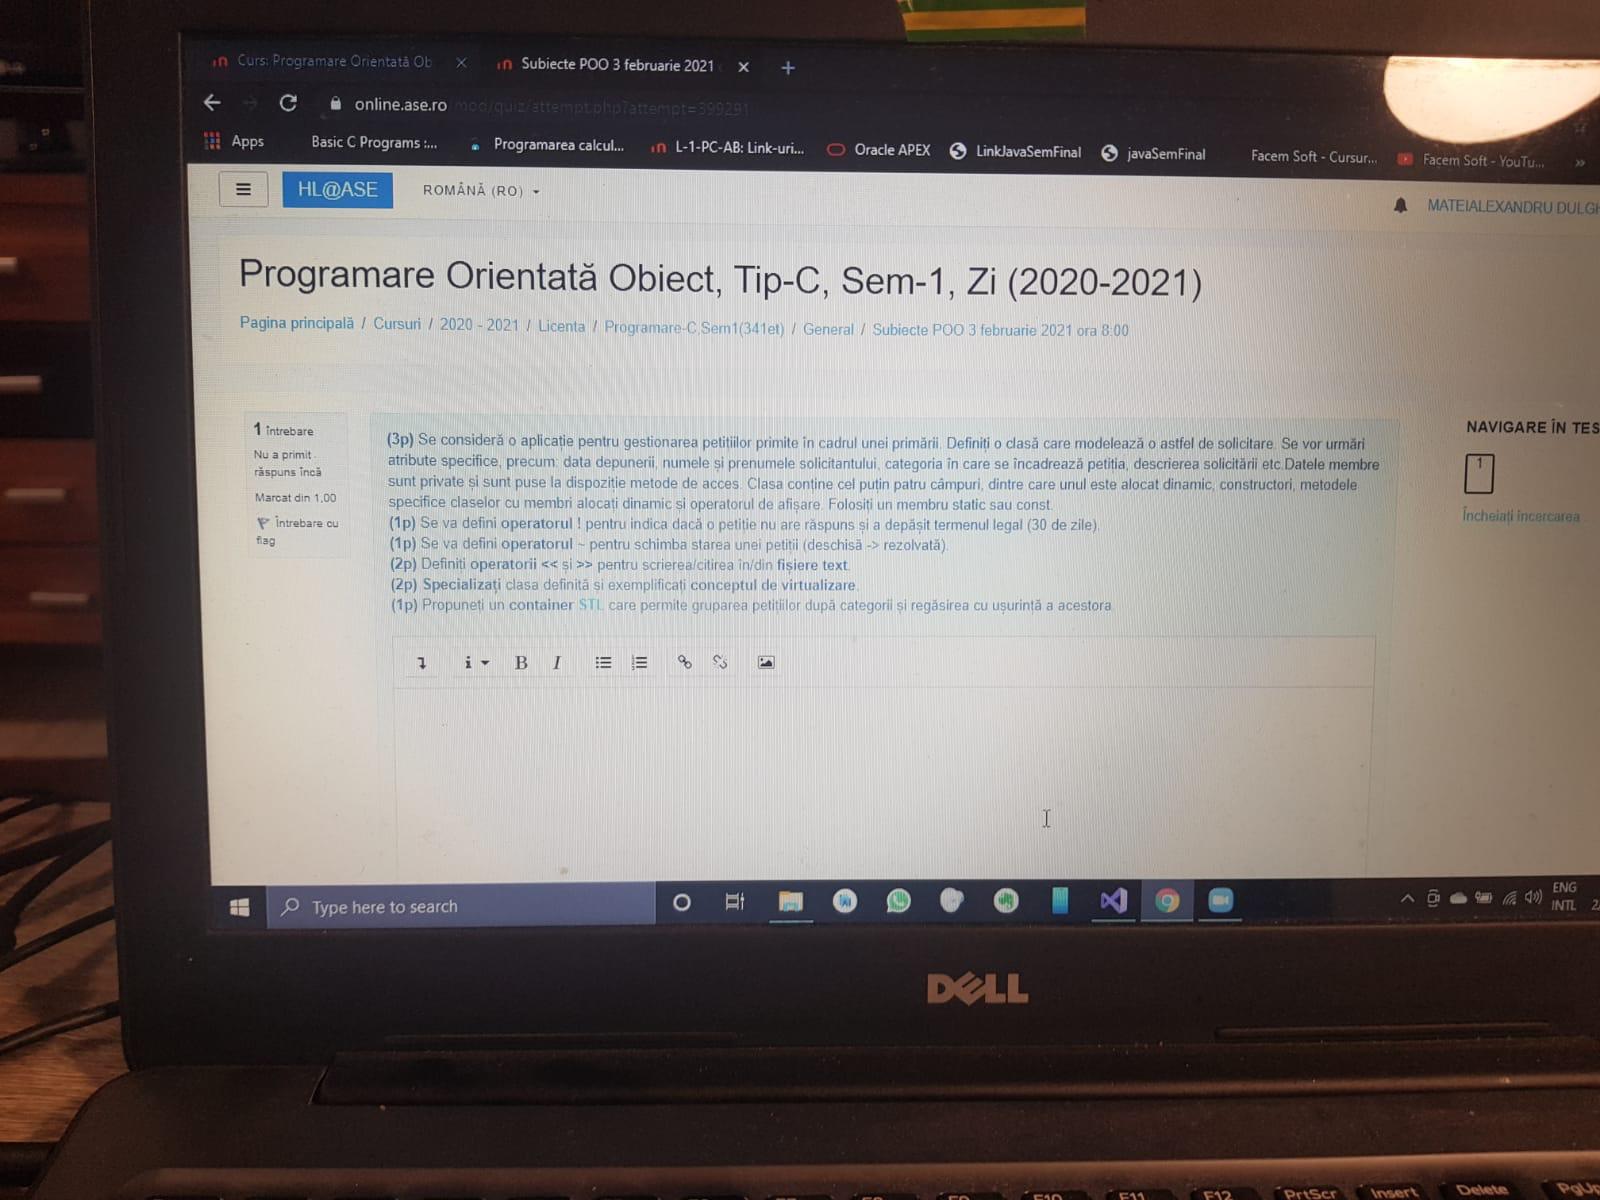 Curs: Programare Orientată Ob
Subiecte POO 3 februarie 2021
online.ase.ro/mod/quiz/attempt.php?attempt=399291
Apps
Basic C Programs :...
Programarea calcul...
L-1-PC-AB: Link-uri...
Oracle APEX
LinkJavaSemFinal
javaSemFinal
Facem Soft - Cursur...
Facem Soft - YouTu...
»
HL@ASE
ROMÂNĂ (RO)
MATEIALEXANDRU DULGH
Programare Orientată Obiect, Tip-C, Sem-1, Zi (2020-2021)
Pagina principală / Cursuri / 2020 - 2021 / Licenta / Programare-C,Sem1(341et) / General / Subiecte POO 3 februarie 2021 ora 8:00
1 întrebare
Nu a primit
răspuns încă
Marcat din 1,00
Întrebare cu
flag
(3p) Se consideră o aplicație pentru gestionarea petițiilor primite în cadrul unei primării. Definiți o clasă care modelează o astfel de solicitare. Se vor urmări
atribute specifice, precum: data depunerii, numele și prenumele solicitantului, categoria în care se încadrează petitia, descrierea solicitării etc.Datele membre
sunt private și sunt puse la dispoziție metode de acces. Clasa conține cel puțin patru câmpuri, dintre care unul este alocat dinamic, constructori, metodele
specifice claselor cu membri alocați dinamic și operatorul de afișare. Folosiți un membru static sau const.
(1p) Se va defini operatorul ! pentru indica dacă o petiție nu are răspuns și a depășit termenul legal (30 de zile).
(1p) Se va defini operatorul ~ pentru schimba starea unei petiții (deschisă -> rezolvată).
(2p) Definiti operatorii << și >> pentru scrierea/citirea în/din fișiere text.
(2p) Specializați clasa definită și exemplificați conceptul de virtualizare.
(1p) Propuneti un container STL care permite gruparea petițiilor după categorii și regăsirea cu ușurință a acestora.
NAVIGARE ÎN TES
1
Încheiați încercarea
B I
Type here to search
ENG
INTL
DELL
F10
F11
F12
PrtScr
Insert
Delete
PgUp